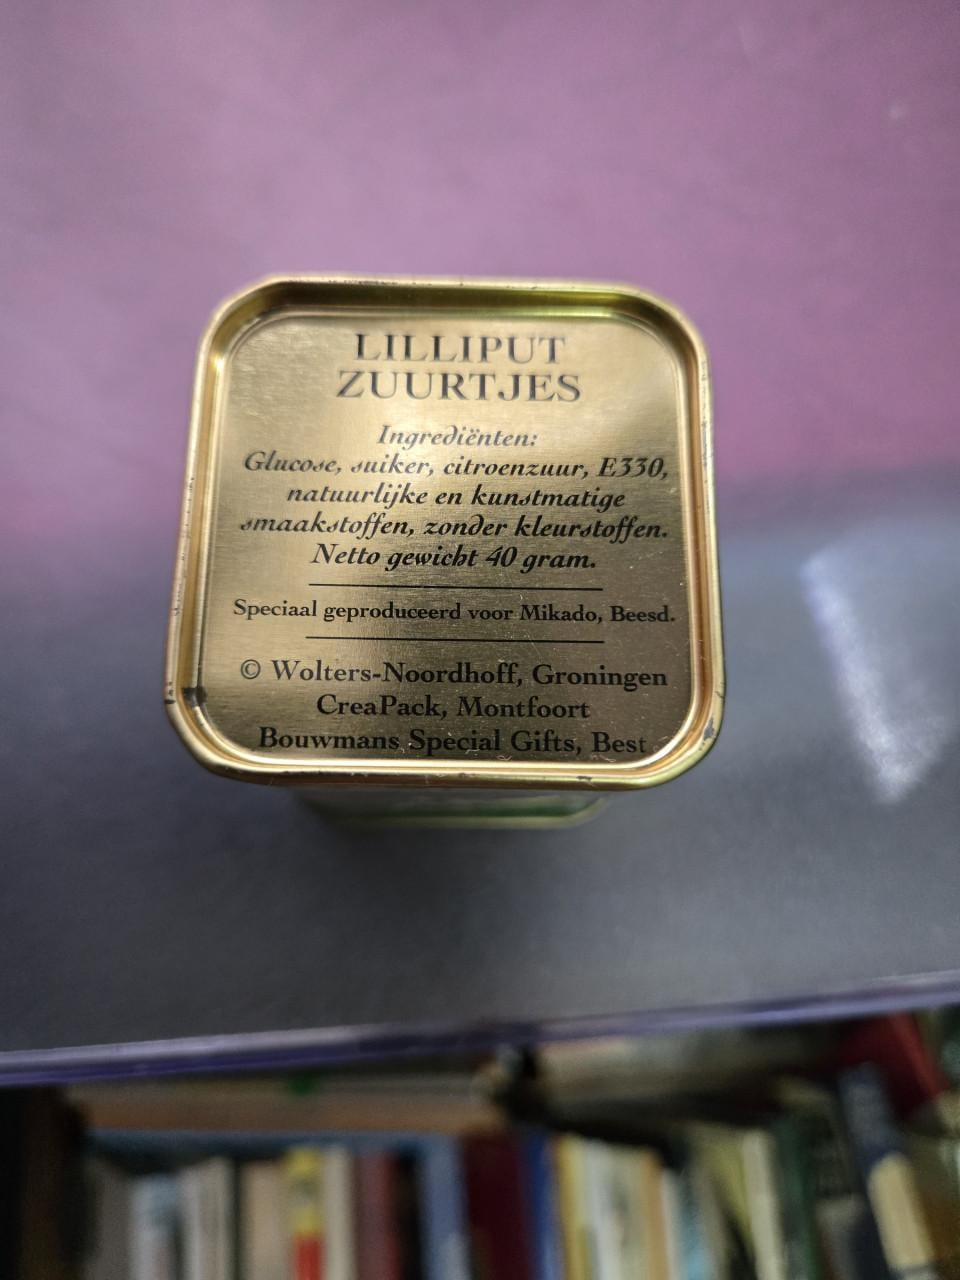 LILLIPUT
ZUURTJES
Ingrediënten:
Glucose, suiker, citroenzuur, E330,
natuurlijke en kunstmatige
smaakstoffen, zonder kleurstoffen.
Netto gewicht 40 gram.
Speciaal geproduceerd voor Mikado, Beesd.
© Wolters-Noordhoff, Groningen
CreaPack, Montfoort
Bouwmans Special Gifts, Best